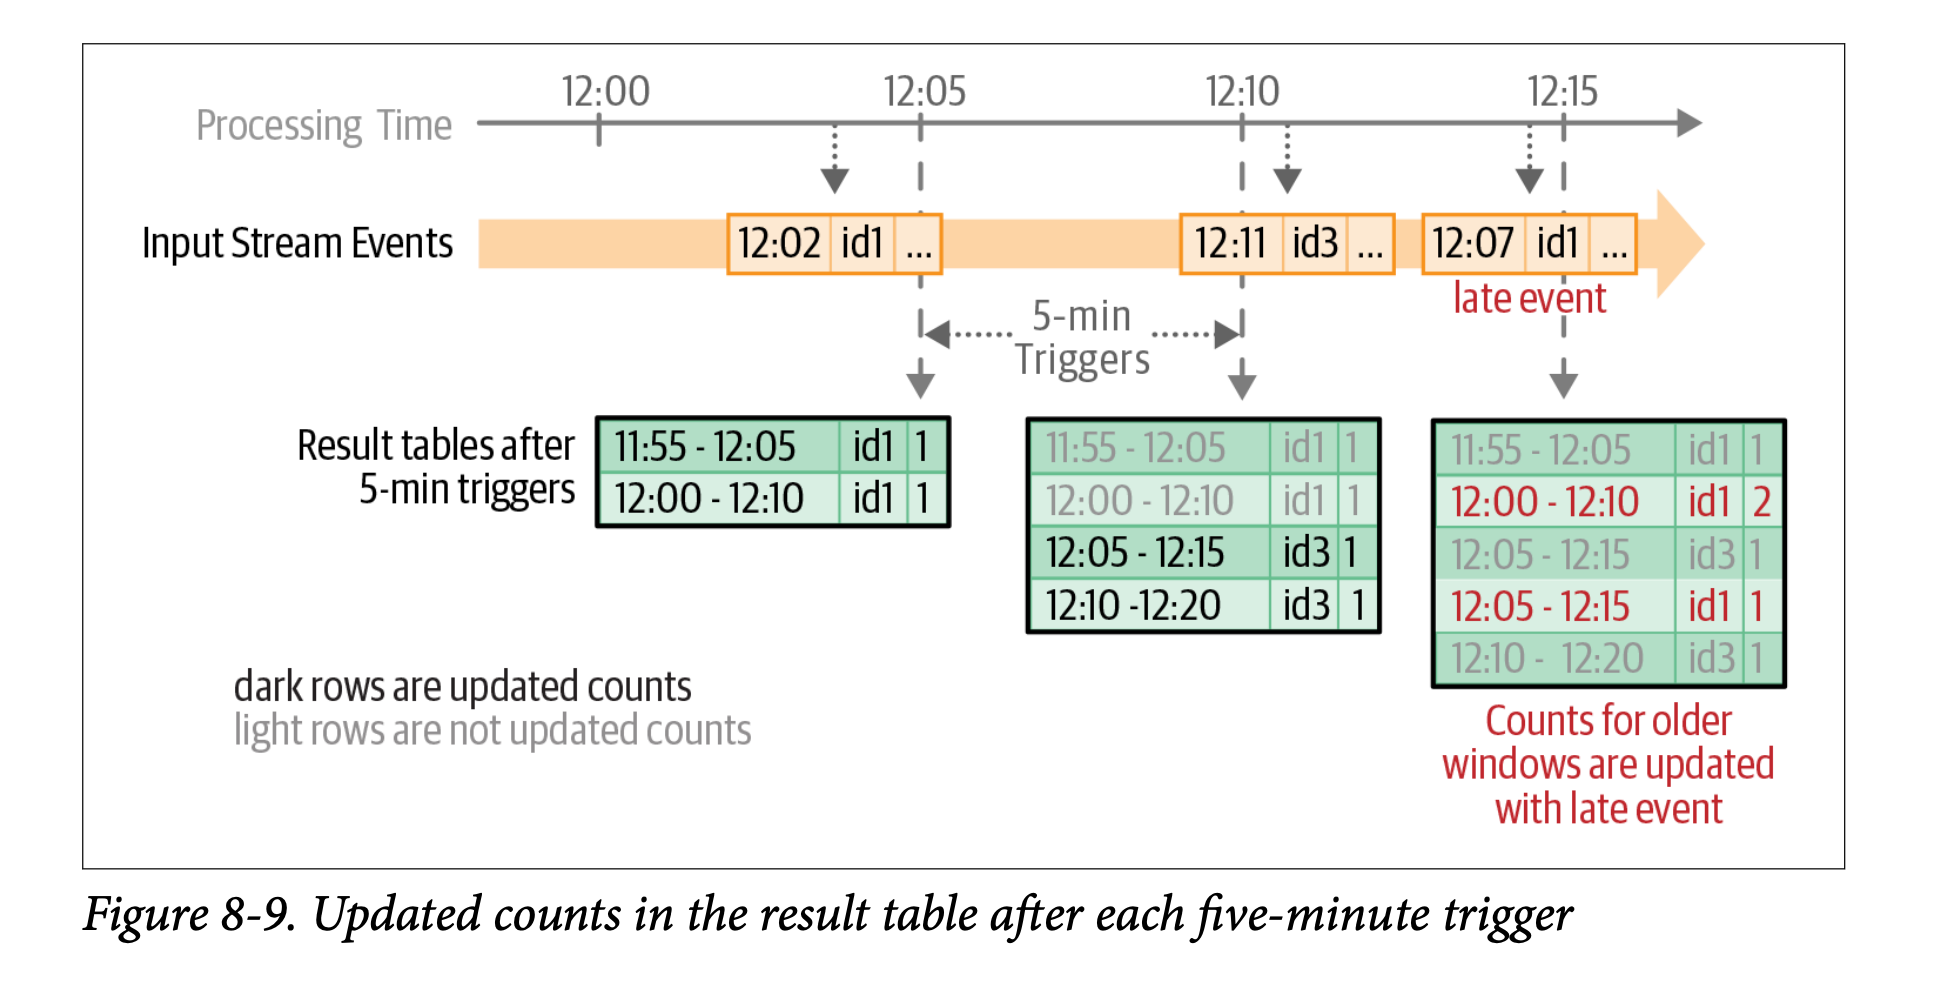 12:00 12:05 12:10 12:15
Processing Time
Input Stream Events
12:02 id1 ...
12:11 id3 ...
12:07 id1 ...
late event
5-min
Triggers
Result tables after
5-min triggers
11:55 - 12:05 id1 1
12:00 - 12:10 id1 1
11:55 - 12:05 id1 1
12:00 - 12:10 id1 1
12:05 - 12:15 id3 1
12:10 -12:20 id3 1
11:55 - 12:05 id1 1
12:00 - 12:10 id1 2
12:05 - 12:15 id3 1
12:05 - 12:15 id1 1
12:10 - 12:20 id3 1
dark rows are updated counts
light rows are not updated counts
Counts for older
windows are updated
with late event
Figure 8-9. Updated counts in the result table after each five-minute trigger